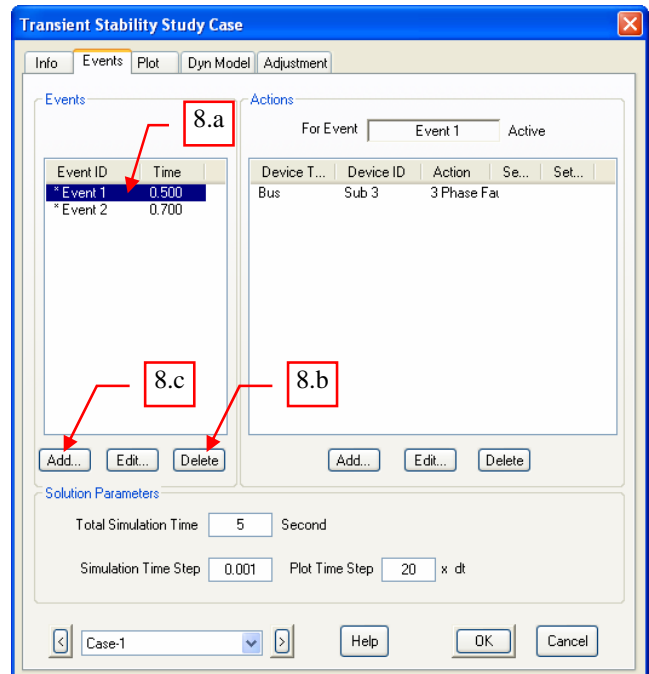 Transient Stability Study Case
Info Events Plot Dyn Model Adjustment
Events
8.a
Event ID Time
* Event 1 0.500
* Event 2 0.700
8.c
8.b
Add... Edit... Delete
Actions
For Event Event 1 Active
Device T... Device ID Action Se... Set...
Bus Sub 3 3 Phase Fau
Add... Edit... Delete
Solution Parameters
Total Simulation Time 5 Second
Simulation Time Step 0.001 Plot Time Step 20 x dt
< Case-1 > Help OK Cancel